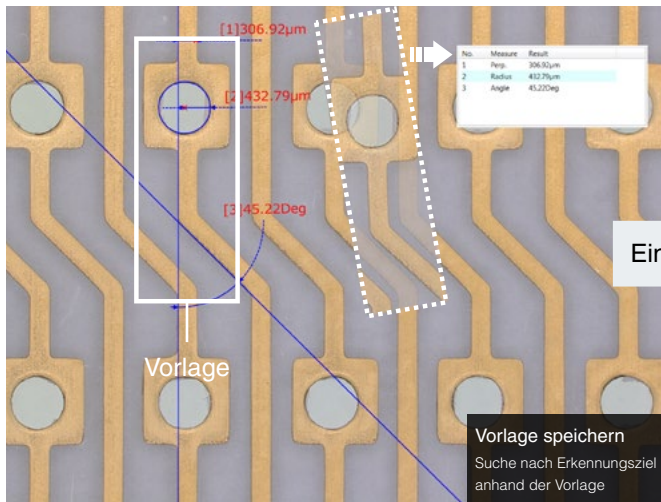 [1]306.92μm
No. Measure Result
1 Perp. 306.92μm
2 Radius 432.79μm
3 Angle 45.22Deg
[2]432.79μm
[3]45.22Deg
Ein
Vorlage
Vorlage speichern
Suche nach Erkennungsziel
anhand der Vorlage